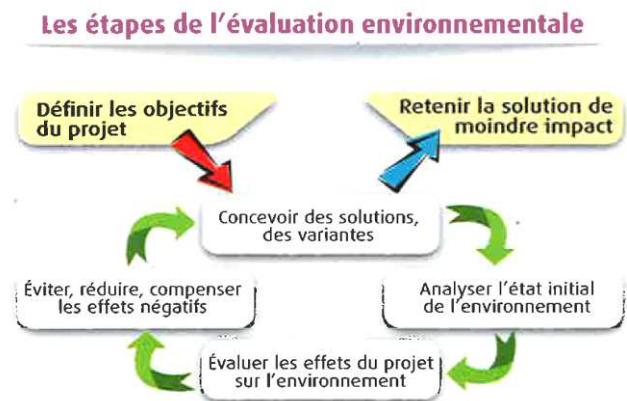 Les étapes de l'évaluation environnementale
Définir les objectifs
du projet
Retenir la solution de
moindre impact
Concevoir des solutions,
des variantes
Analyser l'état initial
de l'environnement
Évaluer les effets du projet
sur l'environnement
Éviter, réduire, compenser
les effets négatifs